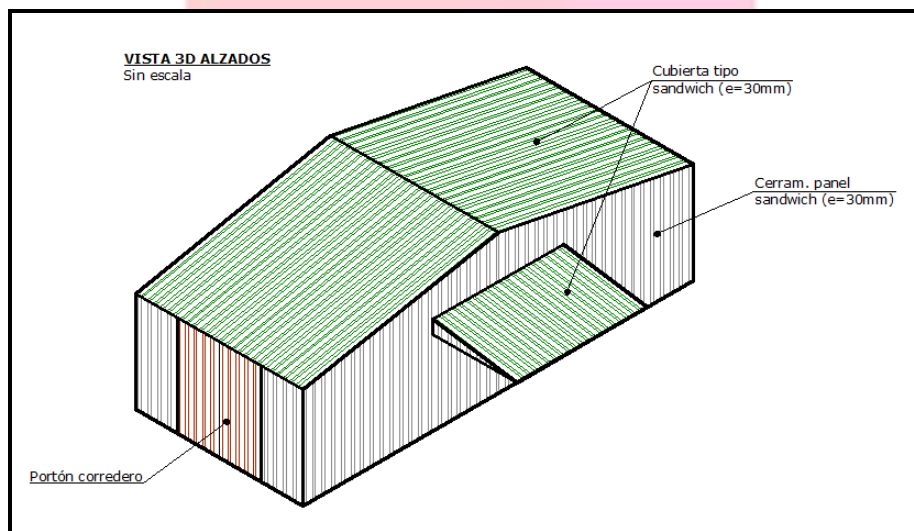 VISTA 3D ALZADOS
Sin escala
Cubierta tipo
sandwich (e=30mm)
Cerram. panel
sandwich (e=30mm)
Portón corredero